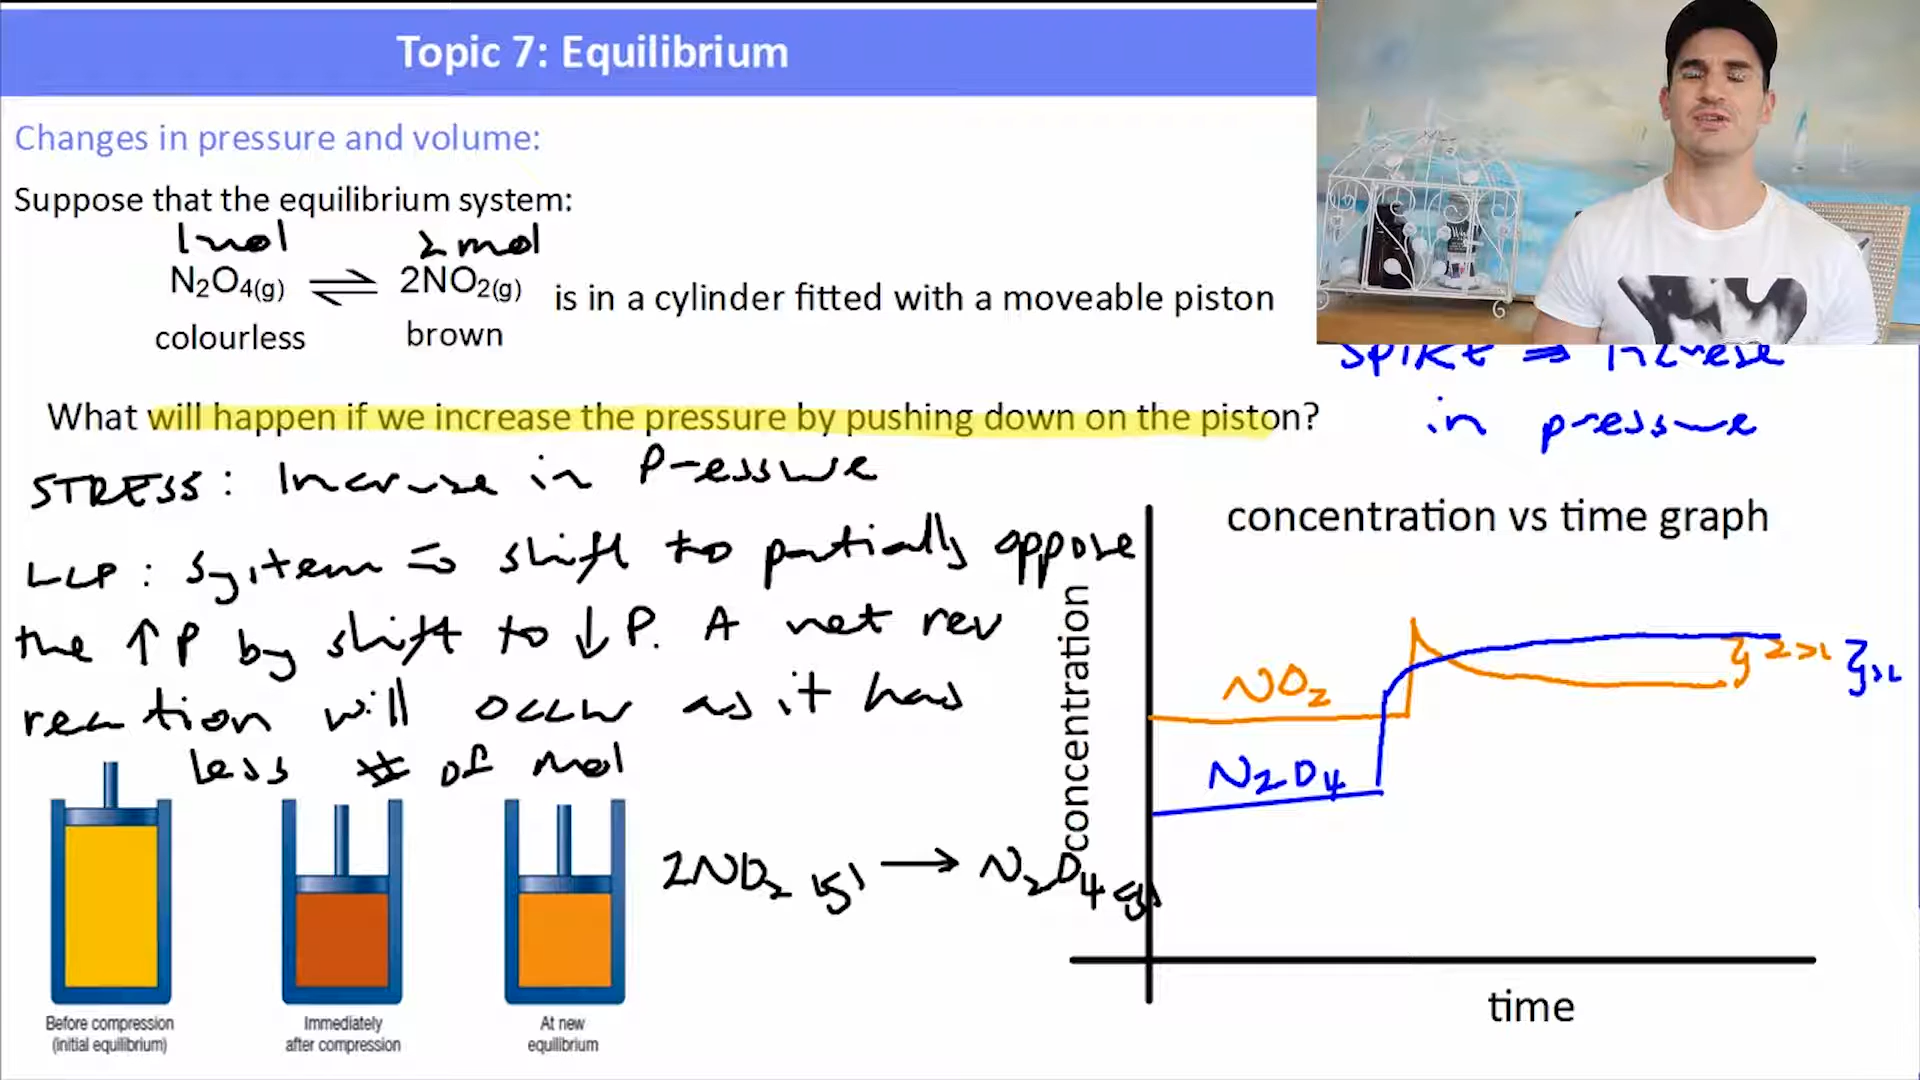 Topic 7: Equilibrium
Changes in pressure and volume:
Suppose that the equilibrium system:
1mol 2mol
N2O4(g) ⇌ 2NO2(g) is in a cylinder fitted with a moveable piston
colourless brown
What will happen if we increase the pressure by pushing down on the piston?
STRESS: Increase in Pressure
LCP: System => shift to partially oppose
the ↑P by shift to ↓P. A net rev
reaction will occur as it has
less # of mol
2NO2(g) → N2O4(g)
Before compression
(initial equilibrium)
Immediately
after compression
At new
equilibrium
spike => increase
in pressure
concentration vs time graph
concentration
NO2
N2O4
}2x }x
time